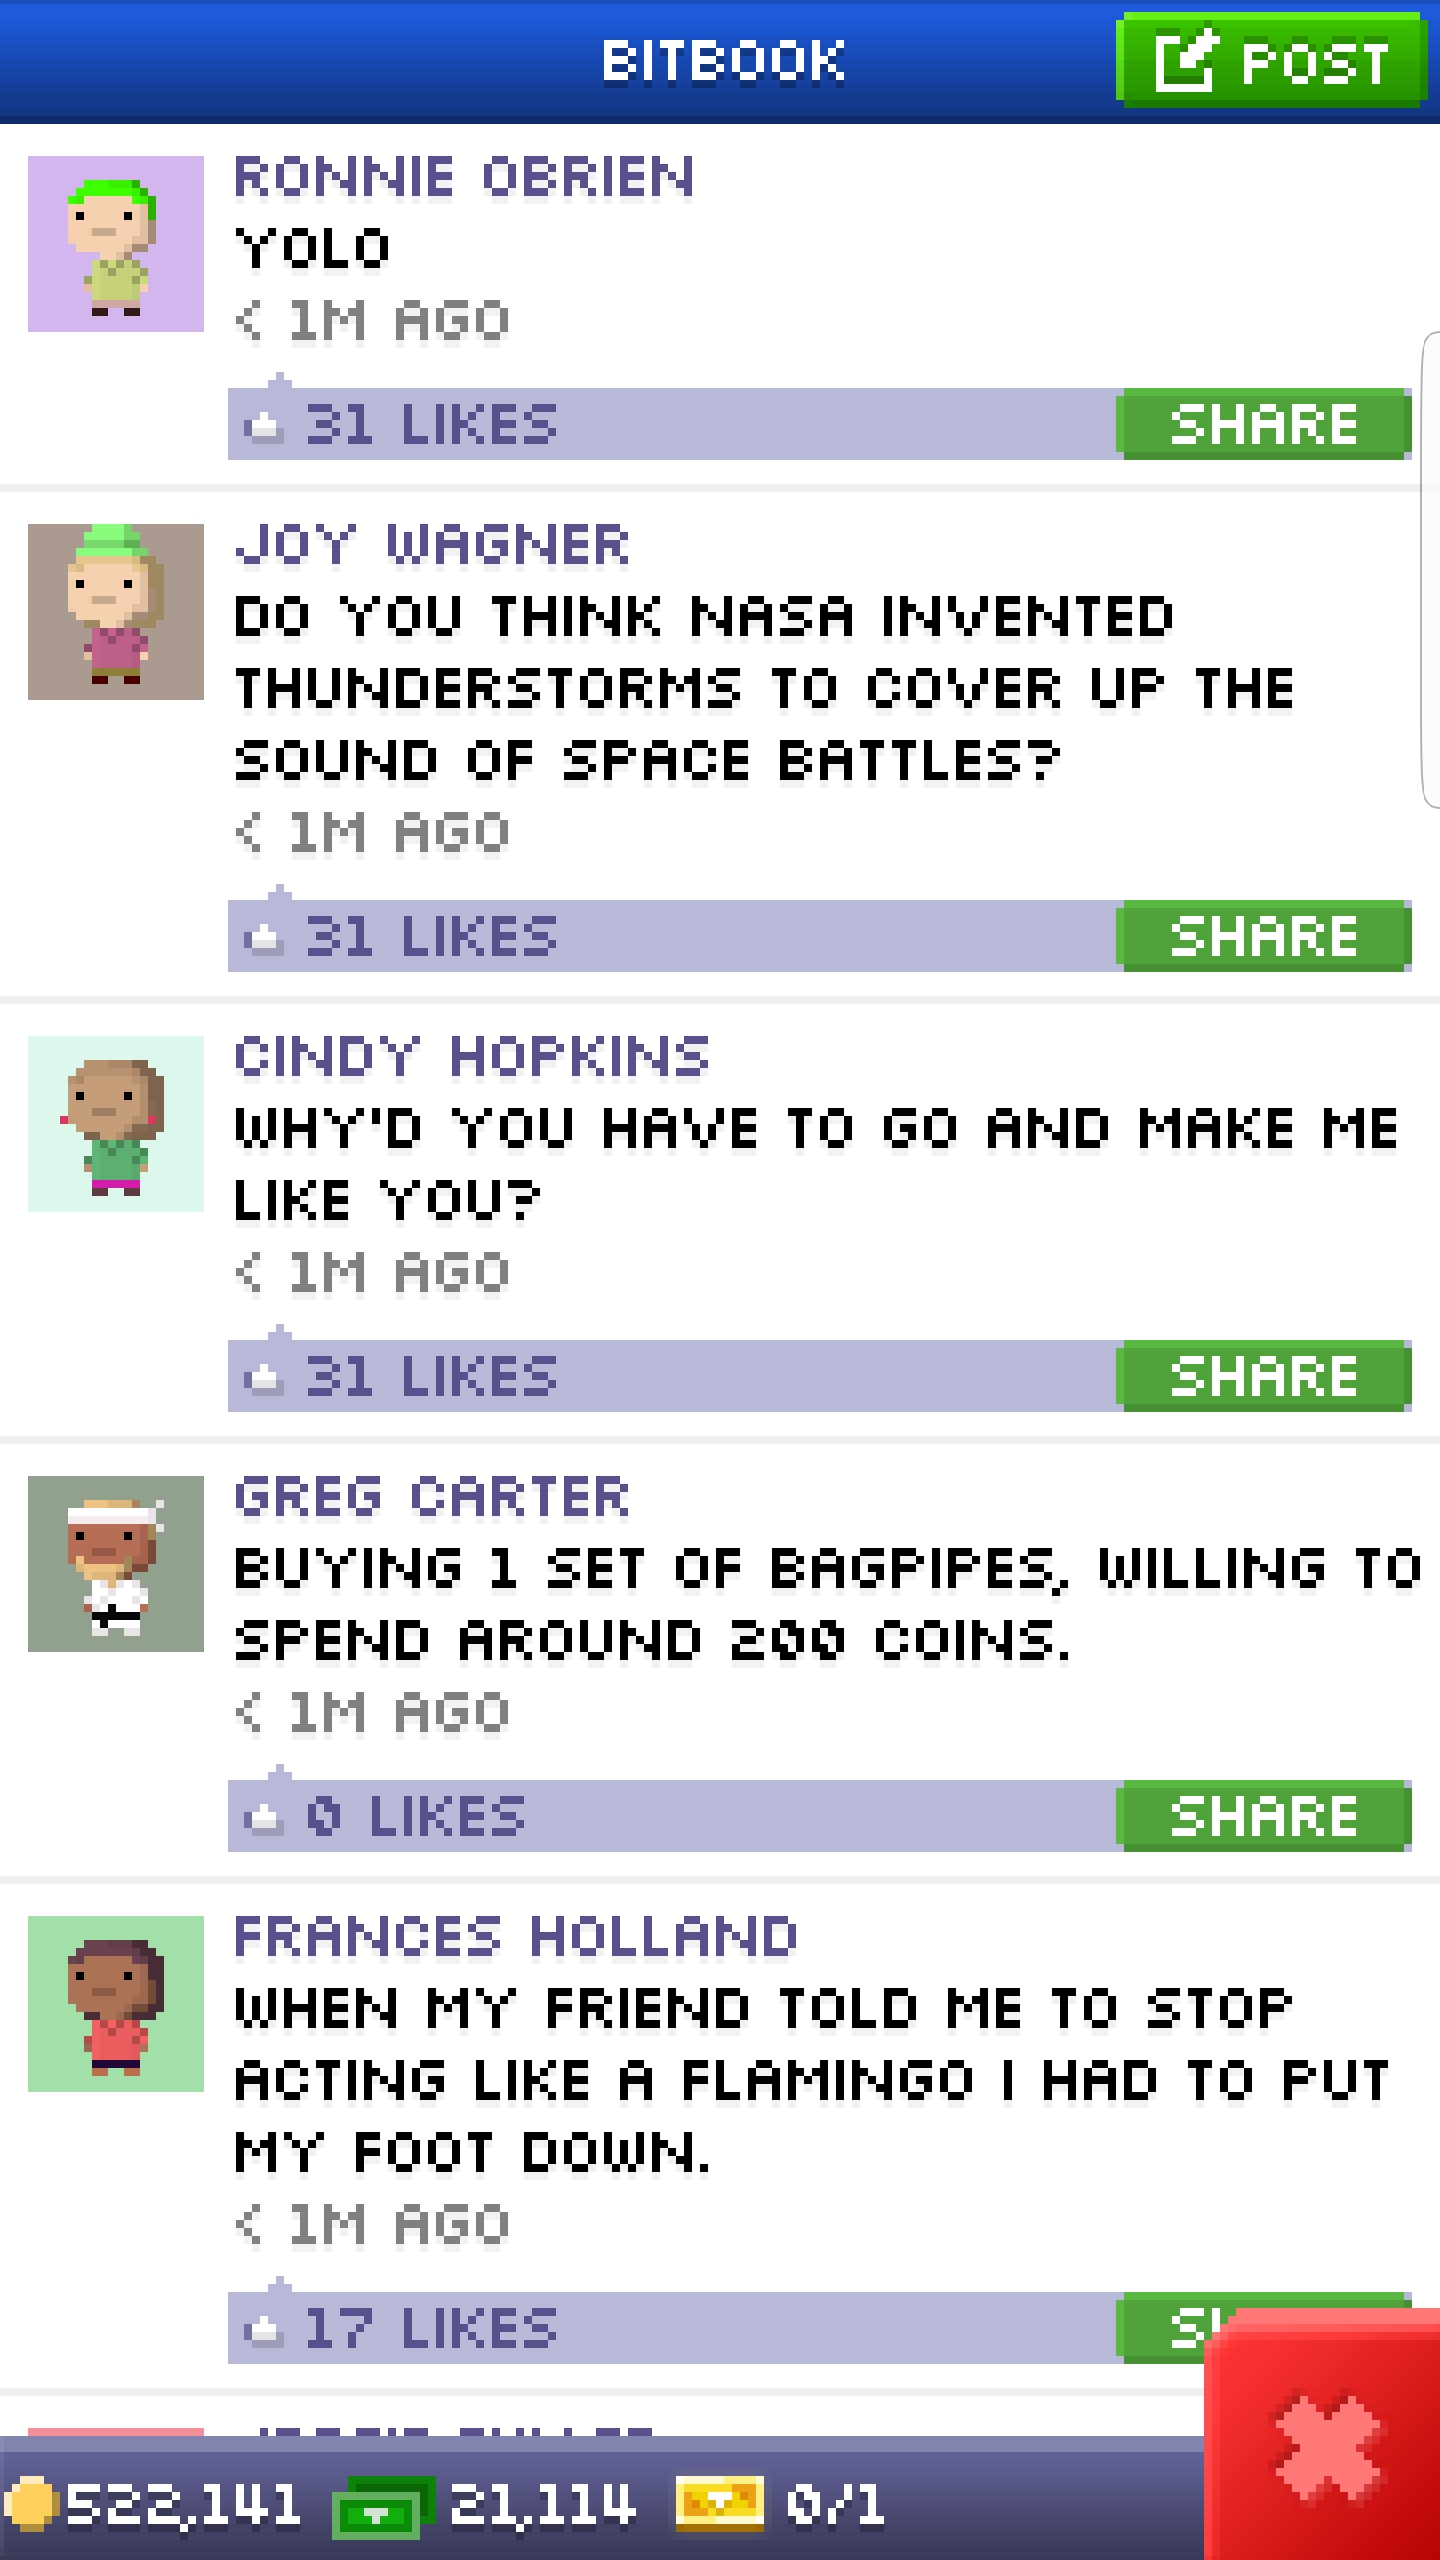 BITBOOK
POST
RONNIE OBRIEN
YOLO
< 1M AGO
31 LIKES
SHARE
JOY WAGNER
DO YOU THINK NASA INVENTED
THUNDERSTORMS TO COVER UP THE
SOUND OF SPACE BATTLES?
< 1M AGO
31 LIKES
SHARE
CINDY HOPKINS
WHY'D YOU HAVE TO GO AND MAKE ME
LIKE YOU?
< 1M AGO
31 LIKES
SHARE
GREG CARTER
BUYING 1 SET OF BAGPIPES, WILLING TO
SPEND AROUND 200 COINS.
< 1M AGO
0 LIKES
SHARE
FRANCES HOLLAND
WHEN MY FRIEND TOLD ME TO STOP
ACTING LIKE A FLAMINGO I HAD TO PUT
MY FOOT DOWN.
< 1M AGO
17 LIKES
522,141
21,114
0/1